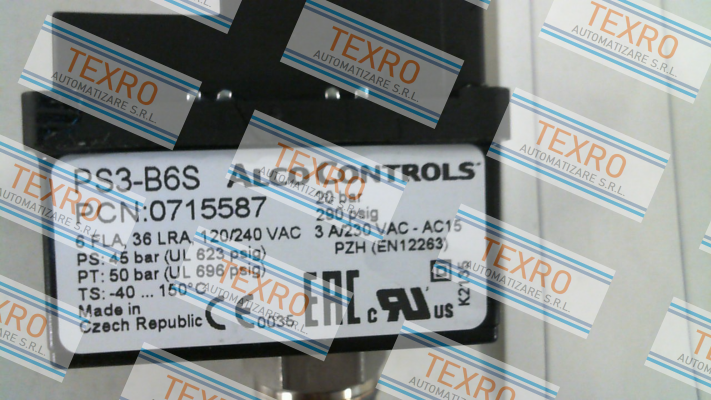 TEXRO
AUTOMATIZARE S.R.L.
PS3-B6S ALCO CONTROLS
PCN:0715587
20 bar
290 psig
6 FLA, 36 LRA 120/240 VAC 3 A/230 VAC - AC15
PS: 45 bar (UL 623 psig) PZH (EN12263)
PT: 50 bar (UL 696 psig)
TS: -40 ... 150°C
Made in
Czech Republic CE 0035 EAC c RU us